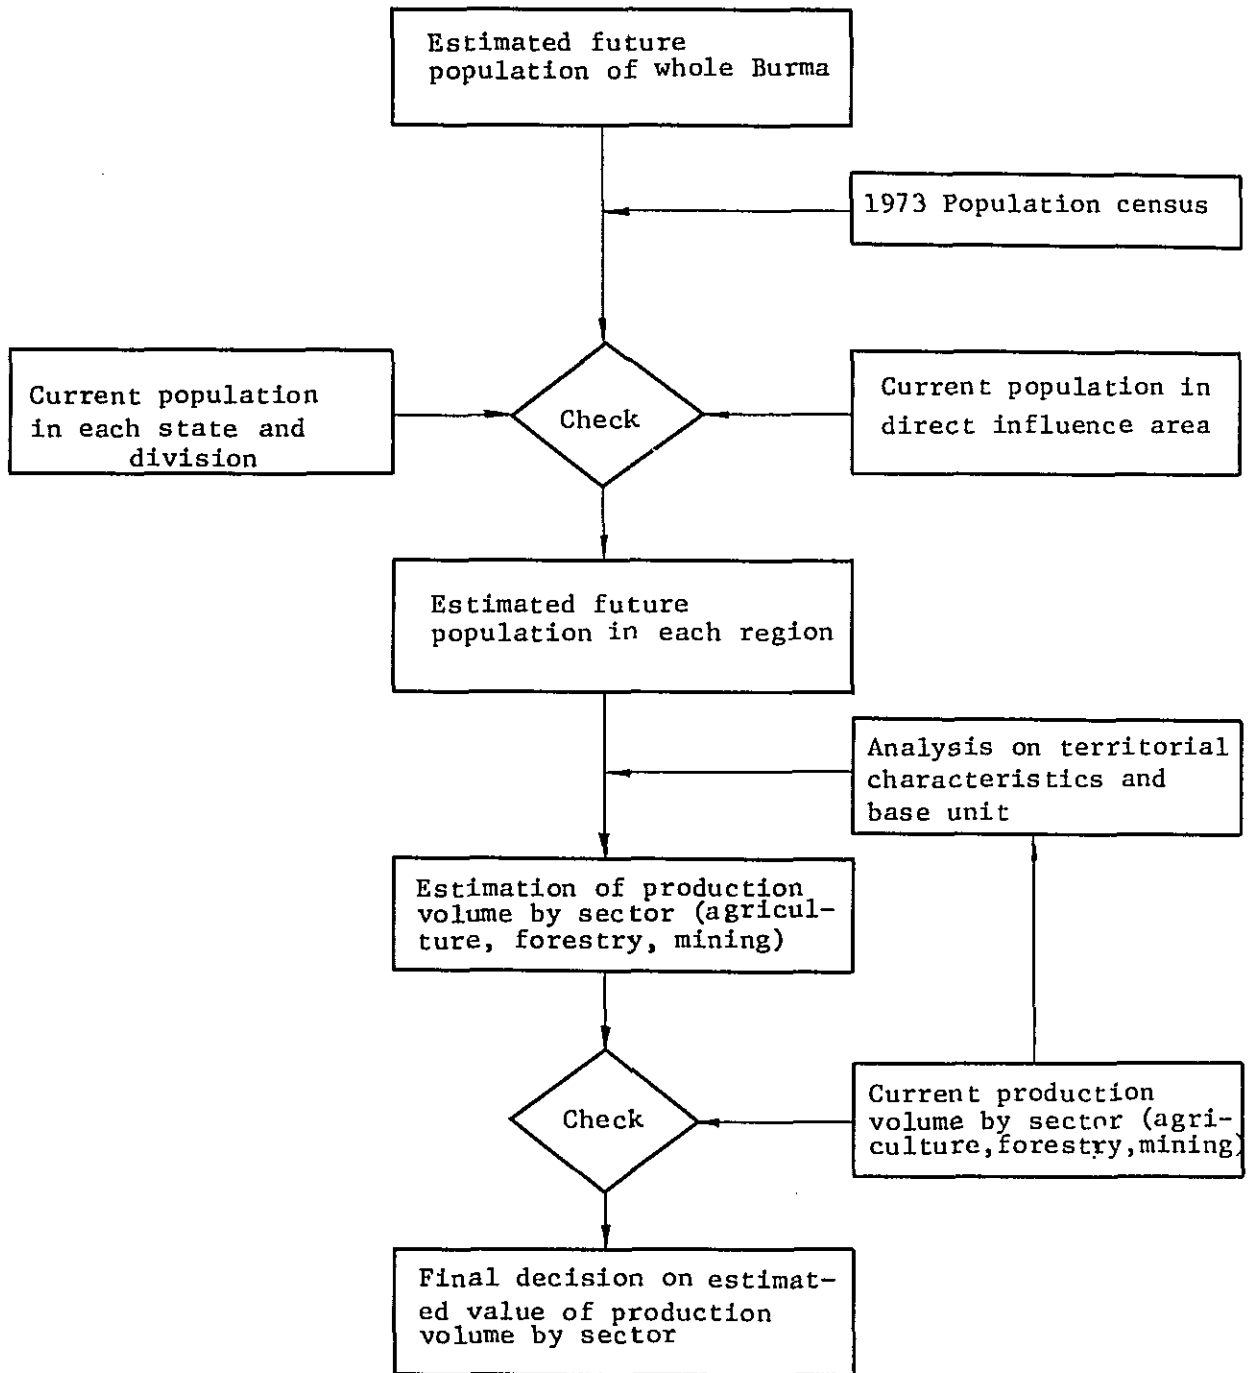 Estimated future
population of whole Burma
1973 Population census
Current population
in each state and
division
Check
Current population in
direct influence area
Estimated future
population in each region
Analysis on territorial
characteristics and
base unit
Estimation of production
volume by sector (agricul-
ture, forestry, mining)
Check
Current production
volume by sector (agri-
culture,forestry,mining)
Final decision on estimat-
ed value of production
volume by sector